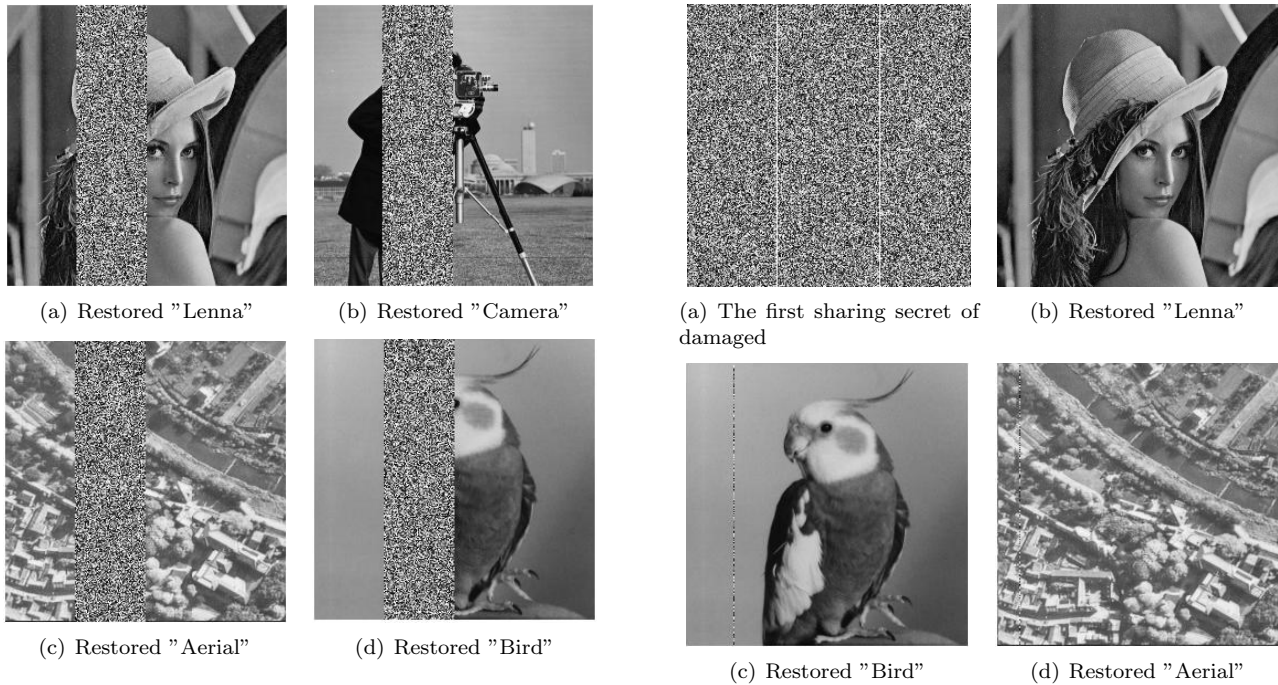 (a) Restored ”Lenna”
(b) Restored ”Camera”
(c) Restored ”Aerial”
(d) Restored ”Bird”
(a) The first sharing secret of
damaged
(b) Restored ”Lenna”
(c) Restored ”Bird”
(d) Restored ”Aerial”